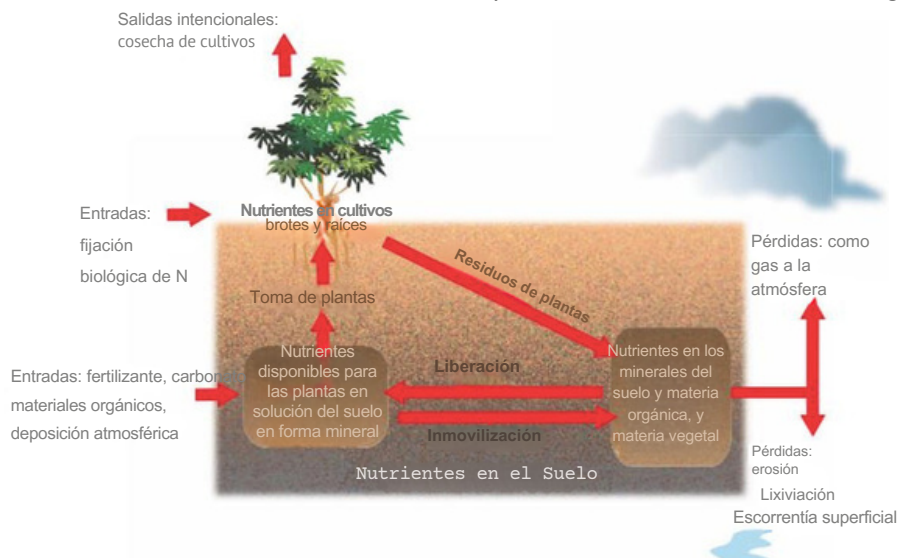 Salidas intencionales:
cosecha de cultivos
Entradas:
fijación
biológica de N
Nutrientes en cultivos
brotes y raíces
Toma de plantas
Residuos de plantas
Pérdidas: como
gas a la
atmósfera
Entradas: fertilizante, carbono,
materiales orgánicos,
deposición atmosférica
Nutrientes
disponibles para
las plantas en
solución del suelo
en forma mineral
Liberación
Inmovilización
Nutrientes en los
minerales del
suelo y materia
orgánica, y
materia vegetal
Nutrientes en el Suelo
Pérdidas:
erosión
Lixiviación
Escorrentía superficial